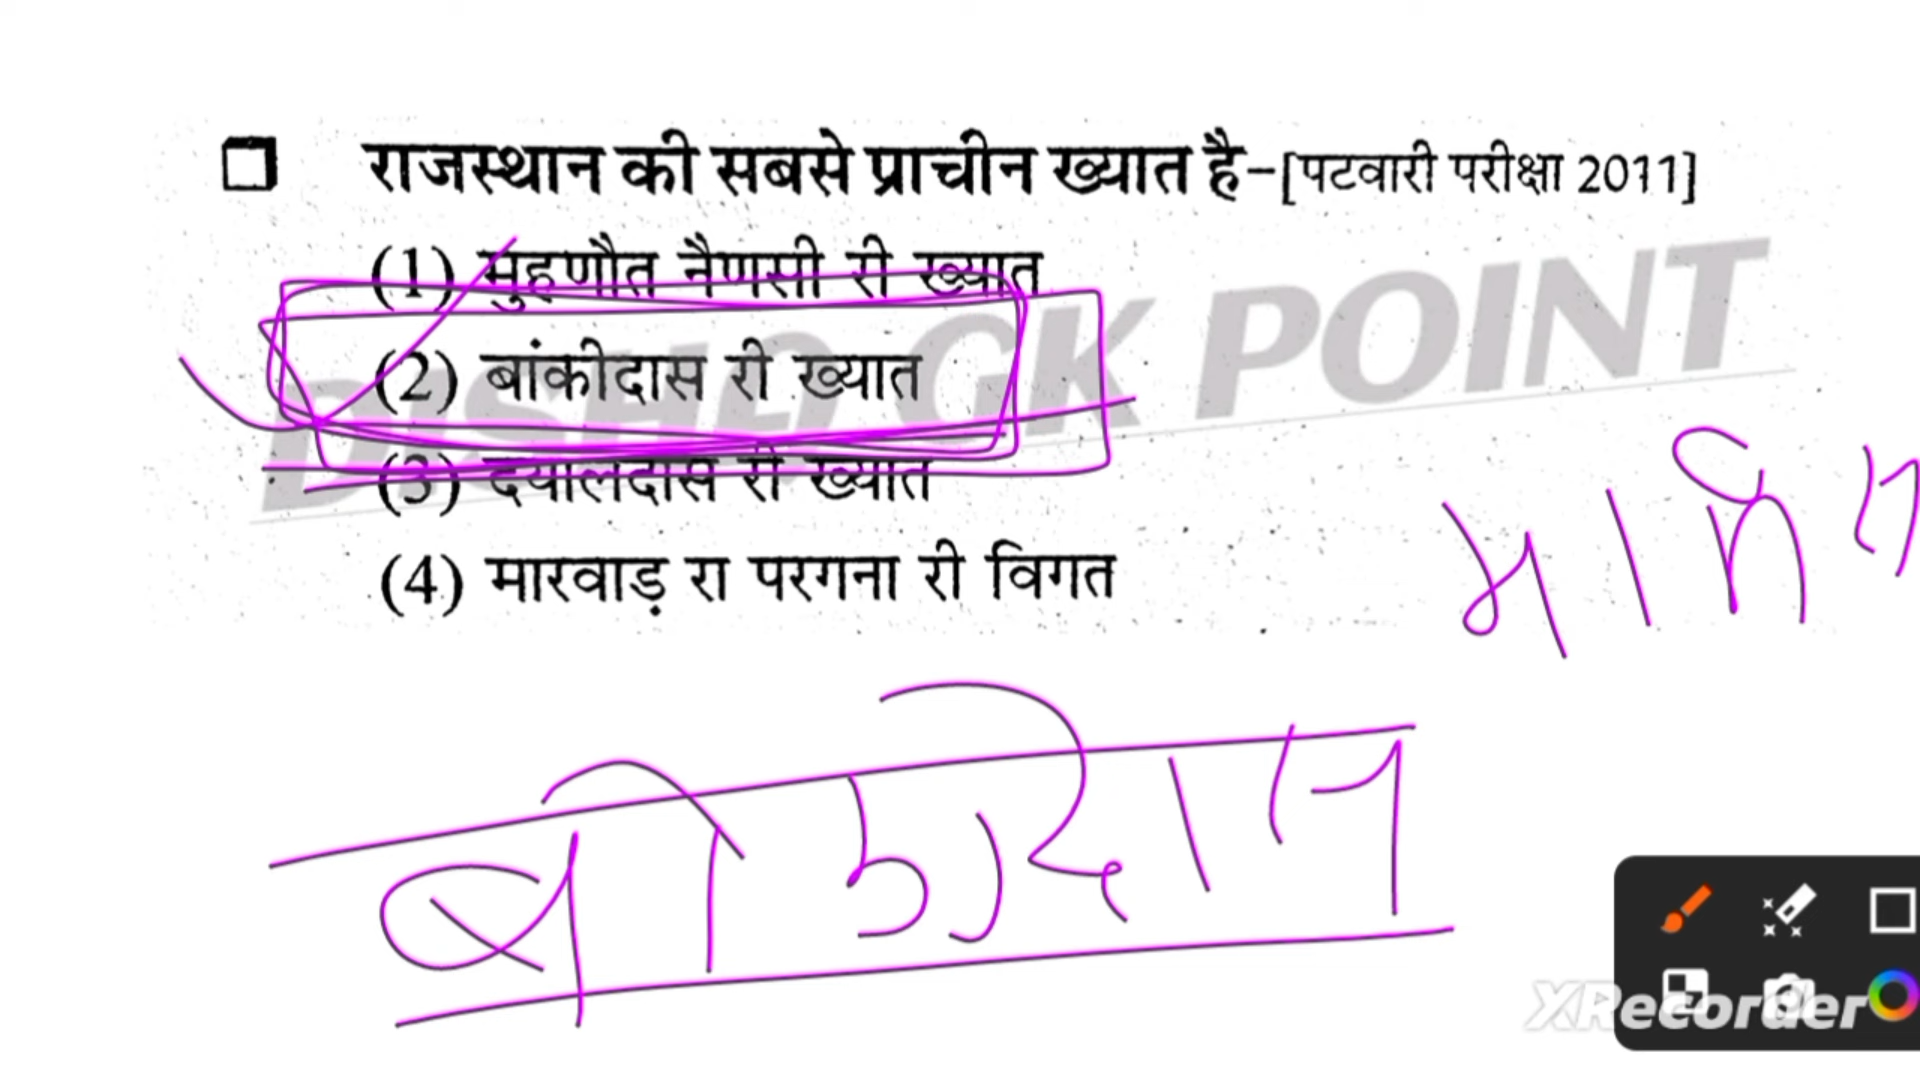 राजस्थान की सबसे प्राचीन ख्यात है-[पटवारी परीक्षा 2011]
(1) मुहणौत नैणसी री ख्यात
(2) बांकीदास री ख्यात
(3) दयालदास री ख्यात
(4) मारवाड़ रा परगना री विगत
GK POINT
XRecorder